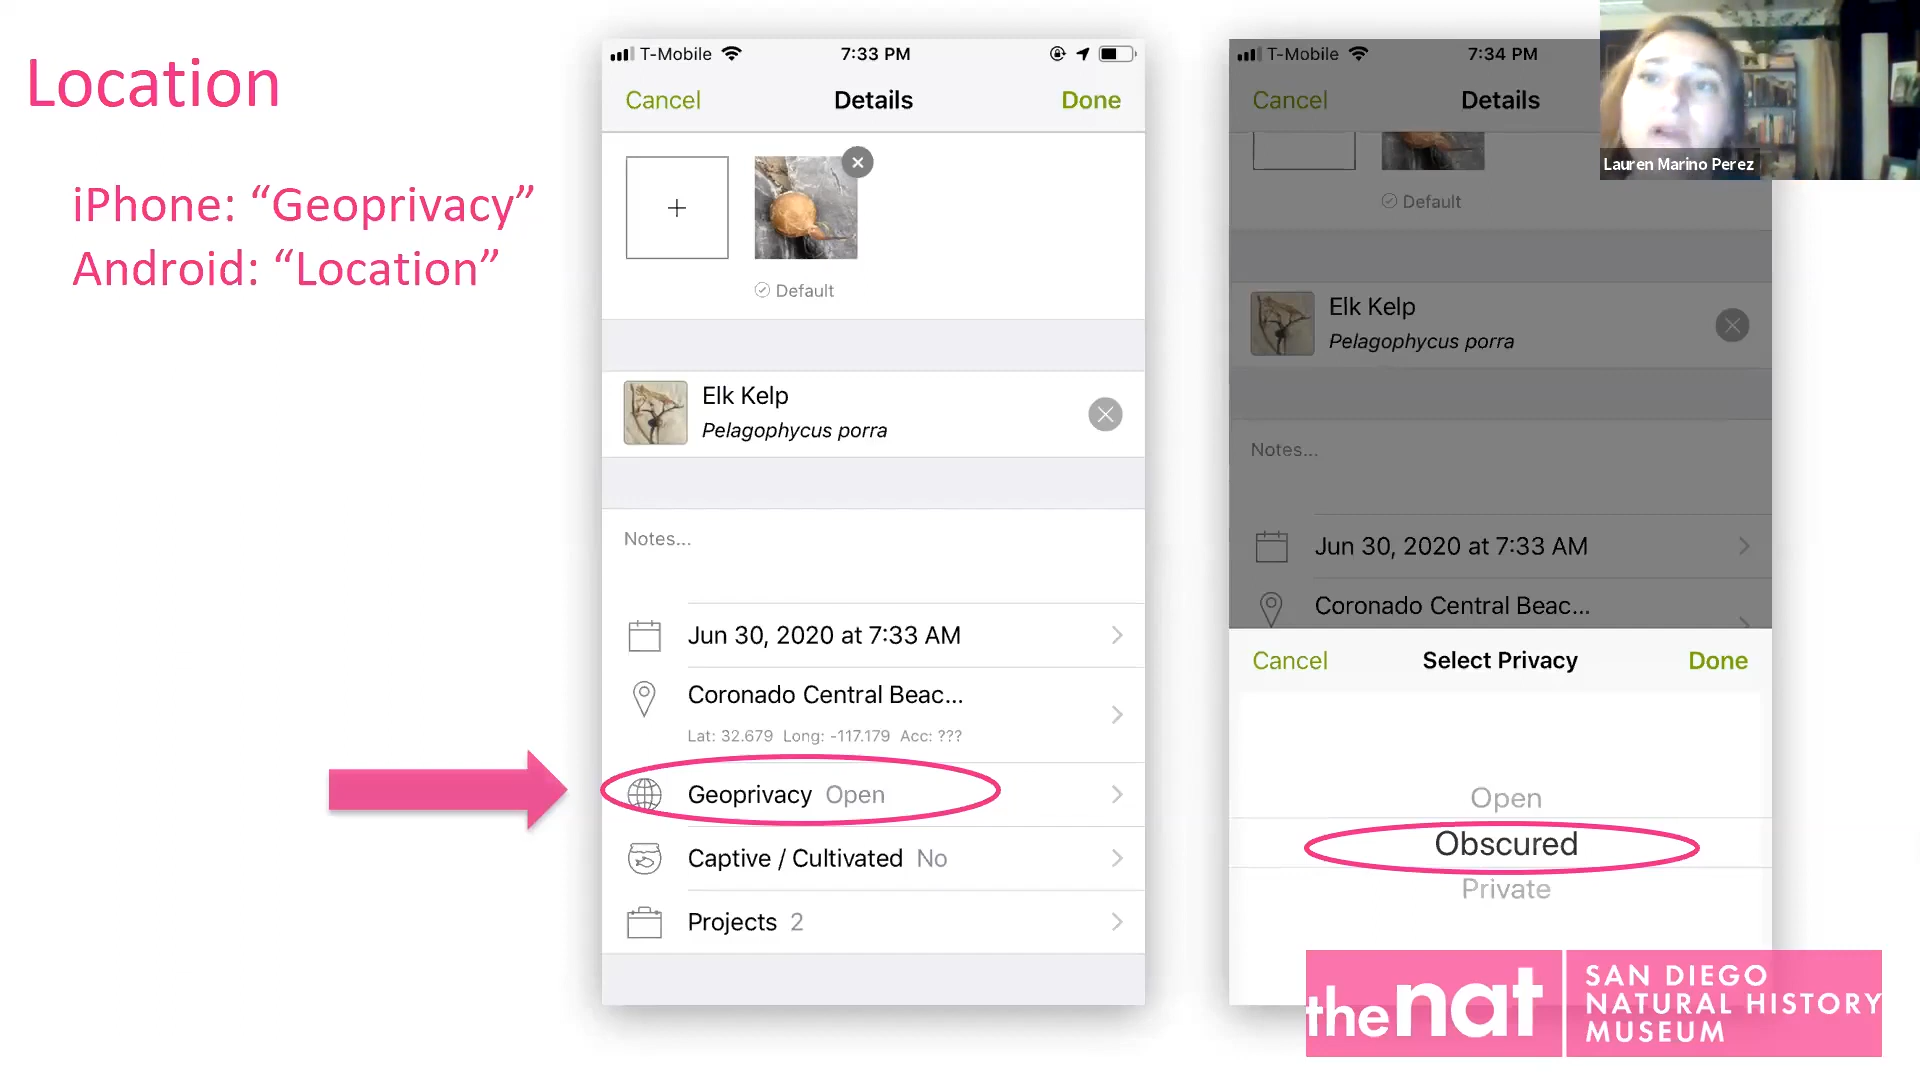 Location
iPhone: “Geoprivacy”
Android: “Location”
T-Mobile 7:33 PM
Cancel Details Done
Default
Elk Kelp
Pelagophycus porra
Notes...
Jun 30, 2020 at 7:33 AM
Coronado Central Beac...
Lat: 32.679 Long: -117.179 Acc: ???
Geoprivacy Open
Captive / Cultivated No
Projects 2
T-Mobile 7:34 PM
Cancel Details
Default
Elk Kelp
Pelagophycus porra
Notes...
Jun 30, 2020 at 7:33 AM
Coronado Central Beac...
Cancel Select Privacy Done
Open
Obscured
Private
Lauren Marino Perez
thenat
SAN DIEGO
NATURAL HISTORY
MUSEUM